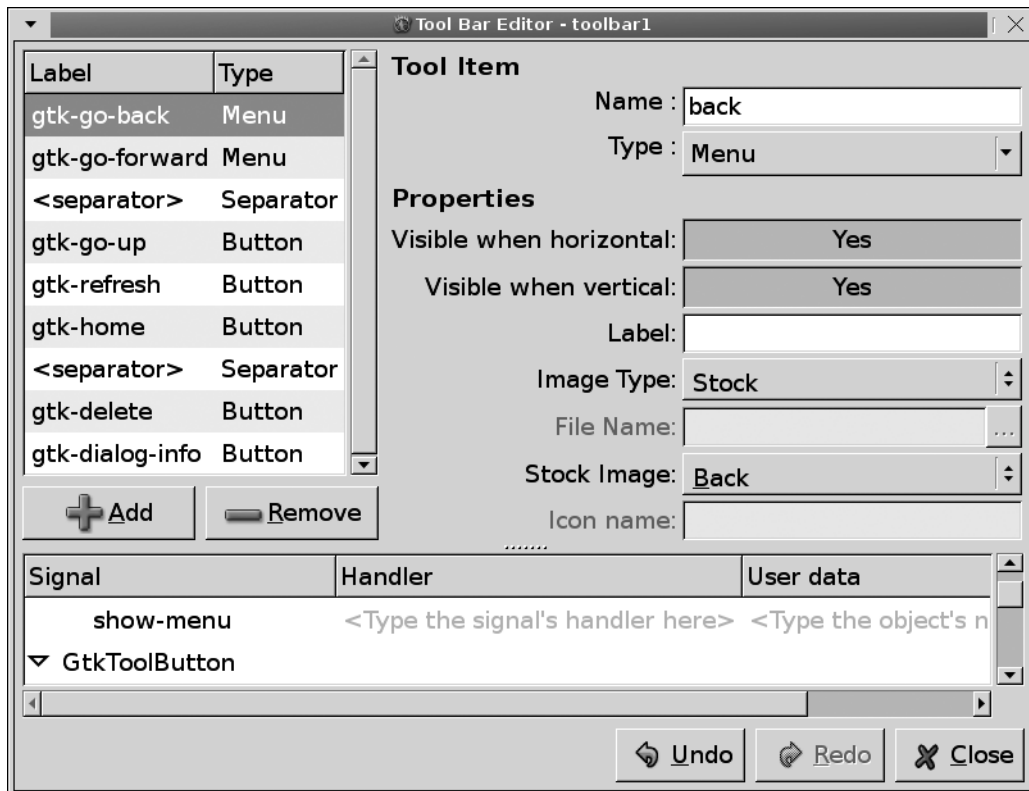 Tool Bar Editor - toolbar1
Label Type
gtk-go-back Menu
gtk-go-forward Menu
<separator> Separator
gtk-go-up Button
gtk-refresh Button
gtk-home Button
<separator> Separator
gtk-delete Button
gtk-dialog-info Button
Add Remove
Tool Item
Name : back
Type : Menu
Properties
Visible when horizontal: Yes
Visible when vertical: Yes
Label:
Image Type: Stock
File Name: ...
Stock Image: Back
Icon name:
Signal Handler User data
show-menu <Type the signal's handler here> <Type the object's n
GtkToolButton
Undo Redo Close